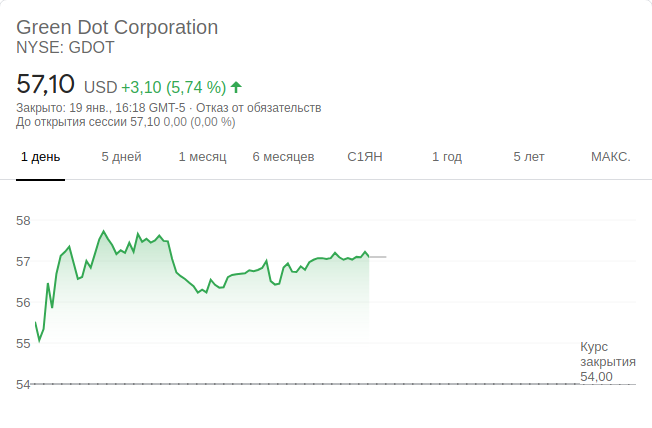 Green Dot Corporation
NYSE: GDOT
57,10 USD +3,10 (5,74 %)
Закрыто: 19 янв., 16:18 GMT-5 · Отказ от обязательств
До открытия сессии 57,10 0,00 (0,00 %)
1 день 5 дней 1 месяц 6 месяцев С1ЯН 1 год 5 лет МАКС.
58
57
56
55
Курс
закрытия
54,00
54